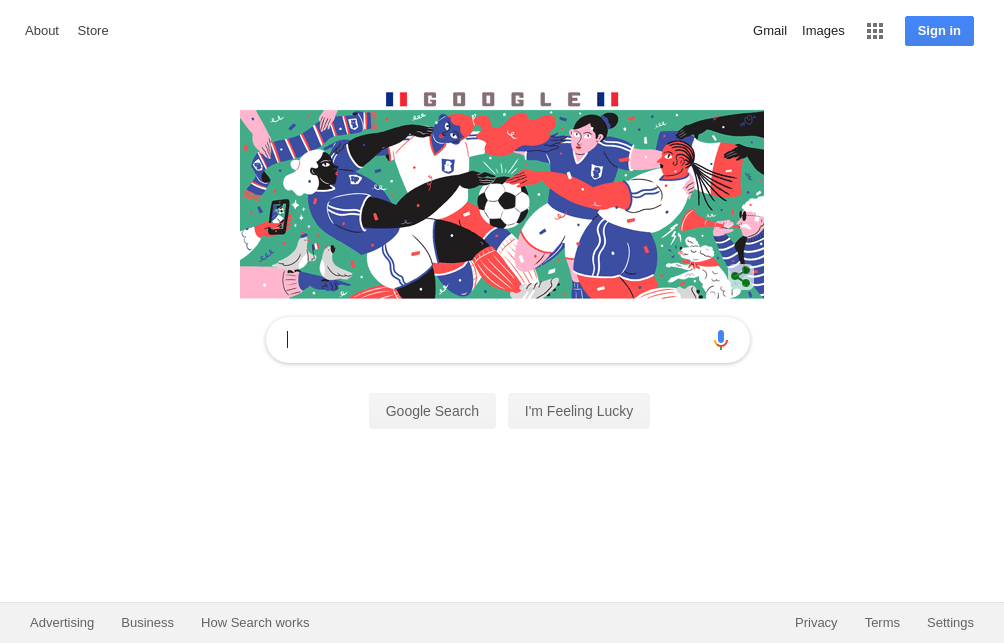 About Store
Gmail Images Sign in
GOOGLE
Google Search I'm Feeling Lucky
Advertising Business How Search works
Privacy Terms Settings